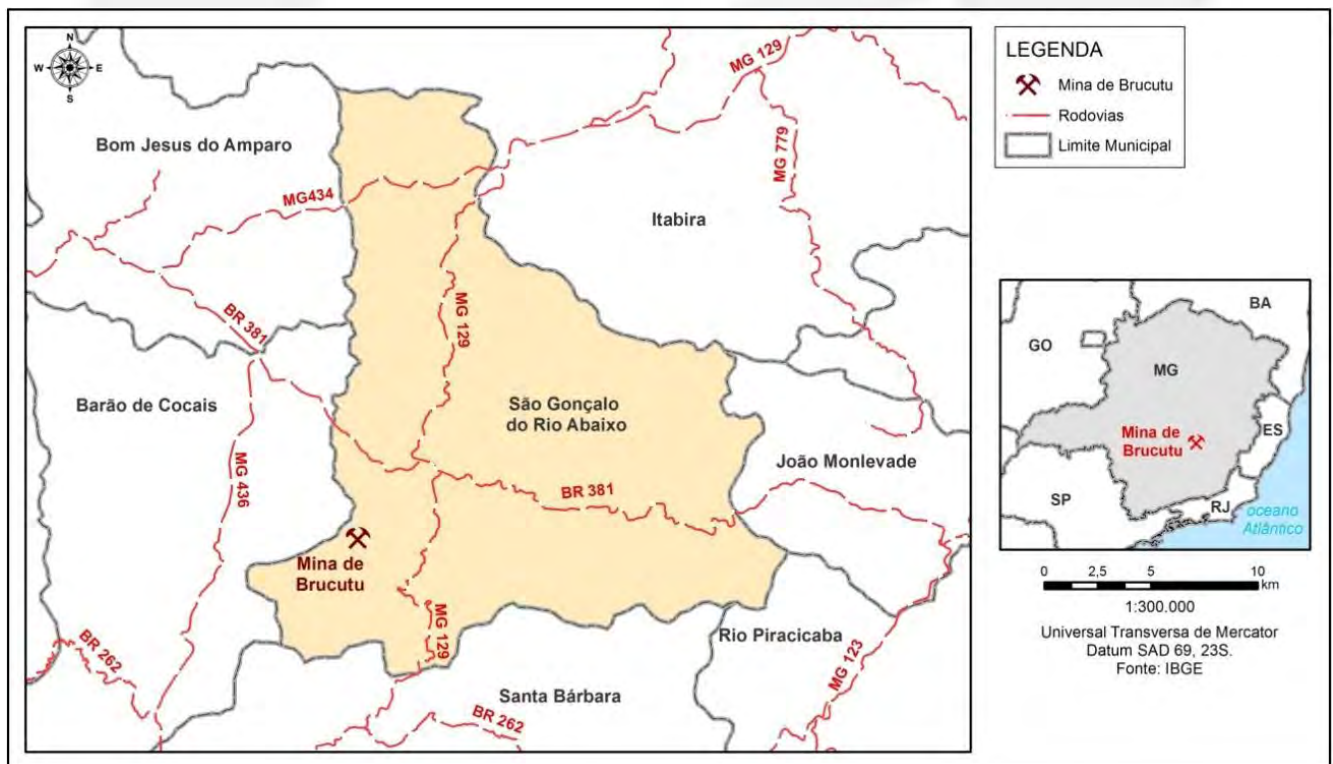 N
W
E
S
Bom Jesus do Amparo
MG434
MG 129
MG 779
Itabira
BR 381
MG 129
Barão de Cocais
São Gonçalo
do Rio Abaixo
MG 436
João Monlevade
BR 381
Mina de
Brucutu
MG 129
BR 262
Rio Piracicaba
MG 123
Santa Bárbara
BR 262
LEGENDA
Mina de Brucutu
Rodovias
Limite Municipal
BA
GO
MG
Mina de
Brucutu
ES
SP
RJ
oceano
Atlântico
0 2,5 5 10
km
1:300.000
Universal Transversa de Mercator
Datum SAD 69, 23S.
Fonte: IBGE